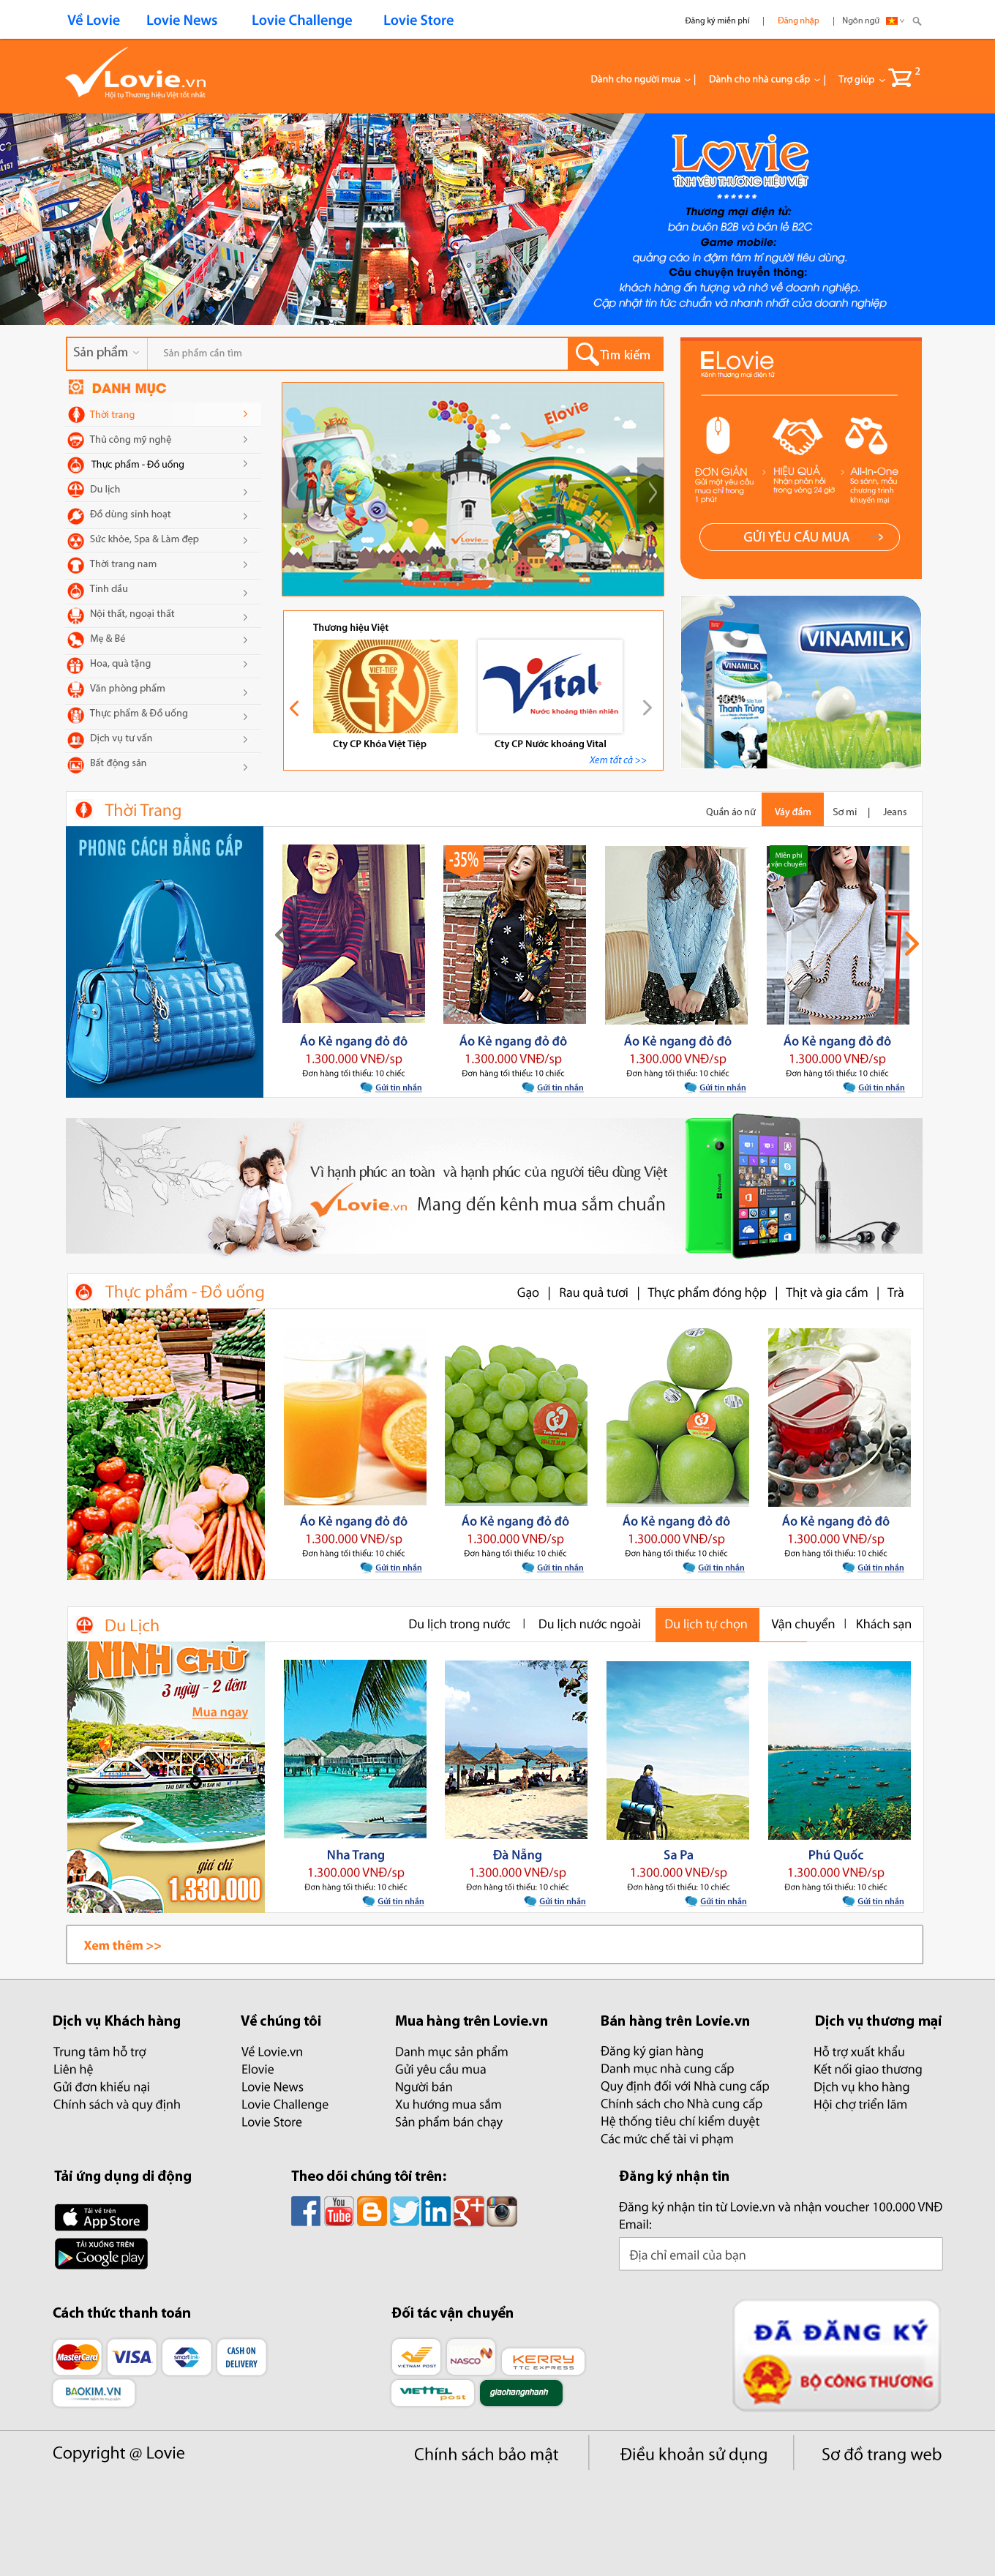 Về Lovie
Lovie News
Lovie Challenge
Lovie Store
Đăng ký miễn phí | Đăng nhập | Ngôn ngữ
Lovie.vn
Hội tụ Thương hiệu Việt tốt nhất
Dành cho người mua | Dành cho nhà cung cấp | Trợ giúp
2
Lovie
TÌNH YÊU THƯƠNG HIỆU VIỆT
******
Thương mại điện tử:
bán buôn B2B và bán lẻ B2C
Game mobile:
quảng cáo in đậm tâm trí người tiêu dùng.
Câu chuyện truyền thông:
khách hàng ấn tượng và nhớ về doanh nghiệp.
Cập nhật tin tức chuẩn và nhanh nhất của doanh nghiệp
Sản phẩm
Sản phẩm cần tìm
Tìm kiếm
DANH MỤC
Thời trang
Thủ công mỹ nghệ
Thực phẩm - Đồ uống
Du lịch
Đồ dùng sinh hoạt
Sức khỏe, Spa & Làm đẹp
Thời trang nam
Tinh dầu
Nội thất, ngoại thất
Mẹ & Bé
Hoa, quà tặng
Văn phòng phẩm
Thực phẩm & Đồ uống
Dịch vụ tư vấn
Bất động sản
NEWS
Elovie
Game
Lovie
ELovie
Kênh thương mại điện tử
ĐƠN GIẢN
Gửi một yêu cầu
mua chỉ trong
1 phút
HIỆU QUẢ
Nhận phản hồi
trong vòng 24 giờ
All-In-One
So sánh, mẫu
chương trình
khuyến mại
GỬI YÊU CẦU MUA
Thương hiệu Việt
VIET-TIEP
Vital
Nước khoáng thiên nhiên
Cty CP Khóa Việt Tiệp
Cty CP Nước khoáng Vital
Xem tất cả >>
VINAMILK
VINAMILK
100%
Sữa Tươi
Thanh Trùng
Thời Trang
Quần áo nữ
Váy đầm
Sơ mi | Jeans
PHONG CÁCH ĐẲNG CẤP
-35%
Miễn phí
vận chuyển
Áo Kẻ ngang đỏ đô
1.300.000 VNĐ/sp
Đơn hàng tối thiểu: 10 chiếc
Gửi tin nhắn
Áo Kẻ ngang đỏ đô
1.300.000 VNĐ/sp
Đơn hàng tối thiểu: 10 chiếc
Gửi tin nhắn
Áo Kẻ ngang đỏ đô
1.300.000 VNĐ/sp
Đơn hàng tối thiểu: 10 chiếc
Gửi tin nhắn
Áo Kẻ ngang đỏ đô
1.300.000 VNĐ/sp
Đơn hàng tối thiểu: 10 chiếc
Gửi tin nhắn
Vì hạnh phúc an toàn và hạnh phúc của người tiêu dùng Việt
Lovie.vn Mang đến kênh mua sắm chuẩn
Microsoft
Thực phẩm - Đồ uống
Gạo | Rau quả tươi | Thực phẩm đóng hộp | Thịt và gia cầm | Trà
Áo Kẻ ngang đỏ đô
1.300.000 VNĐ/sp
Đơn hàng tối thiểu: 10 chiếc
Gửi tin nhắn
Áo Kẻ ngang đỏ đô
1.300.000 VNĐ/sp
Đơn hàng tối thiểu: 10 chiếc
Gửi tin nhắn
Áo Kẻ ngang đỏ đô
1.300.000 VNĐ/sp
Đơn hàng tối thiểu: 10 chiếc
Gửi tin nhắn
Áo Kẻ ngang đỏ đô
1.300.000 VNĐ/sp
Đơn hàng tối thiểu: 10 chiếc
Gửi tin nhắn
Du Lịch
Du lịch trong nước | Du lịch nước ngoài
Du lịch tự chọn
Vận chuyển | Khách sạn
NINH CHỮ
3 ngày - 2 đêm
Mua ngay
giá chỉ
1.330.000
Nha Trang
1.300.000 VNĐ/sp
Đơn hàng tối thiểu: 10 chiếc
Gửi tin nhắn
Đà Nẵng
1.300.000 VNĐ/sp
Đơn hàng tối thiểu: 10 chiếc
Gửi tin nhắn
Sa Pa
1.300.000 VNĐ/sp
Đơn hàng tối thiểu: 10 chiếc
Gửi tin nhắn
Phú Quốc
1.300.000 VNĐ/sp
Đơn hàng tối thiểu: 10 chiếc
Gửi tin nhắn
Xem thêm >>
Dịch vụ Khách hàng
Trung tâm hỗ trợ
Liên hệ
Gửi đơn khiếu nại
Chính sách và quy định
Về chúng tôi
Về Lovie.vn
Elovie
Lovie News
Lovie Challenge
Lovie Store
Mua hàng trên Lovie.vn
Danh mục sản phẩm
Gửi yêu cầu mua
Người bán
Xu hướng mua sắm
Sản phẩm bán chạy
Bán hàng trên Lovie.vn
Đăng ký gian hàng
Danh mục nhà cung cấp
Quy định đối với Nhà cung cấp
Chính sách cho Nhà cung cấp
Hệ thống tiêu chí kiểm duyệt
Các mức chế tài vi phạm
Dịch vụ thương mại
Hỗ trợ xuất khẩu
Kết nối giao thương
Dịch vụ kho hàng
Hội chợ triển lãm
Tải ứng dụng di động
Tải về trên
App Store
TẢI XUỐNG TRÊN
Google play
Theo dõi chúng tôi trên:
You Tube
in
g+
Đăng ký nhận tin
Đăng ký nhận tin từ Lovie.vn và nhận voucher 100.000 VNĐ
Email:
Địa chỉ email của bạn
Cách thức thanh toán
MasterCard
VISA
smartlink
CASH ON
DELIVERY
BAOKIM.VN
Đối tác vận chuyển
VIETNAM POST
NASCO
KERRY
TTC EXPRESS
VIETTEL
post
giaohangnhanh
ĐÃ ĐĂNG KÝ
BỘ CÔNG THƯƠNG
Copyright @ Lovie
Chính sách bảo mật
Điều khoản sử dụng
Sơ đồ trang web